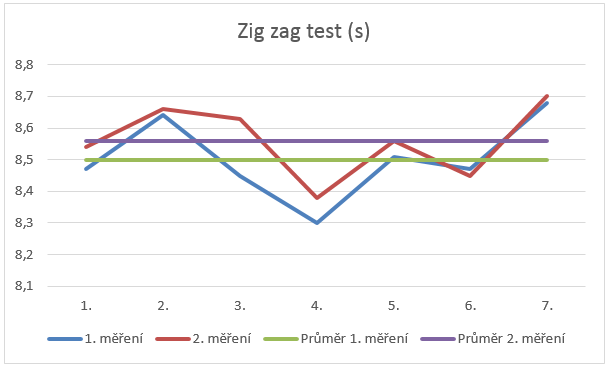 Zig zag test (s)
8,8
8,7
8,6
8,5
8,4
8,3
8,2
8,1
1. 2. 3. 4. 5. 6. 7.
1. měření 2. měření Průměr 1. měření Průměr 2. měření